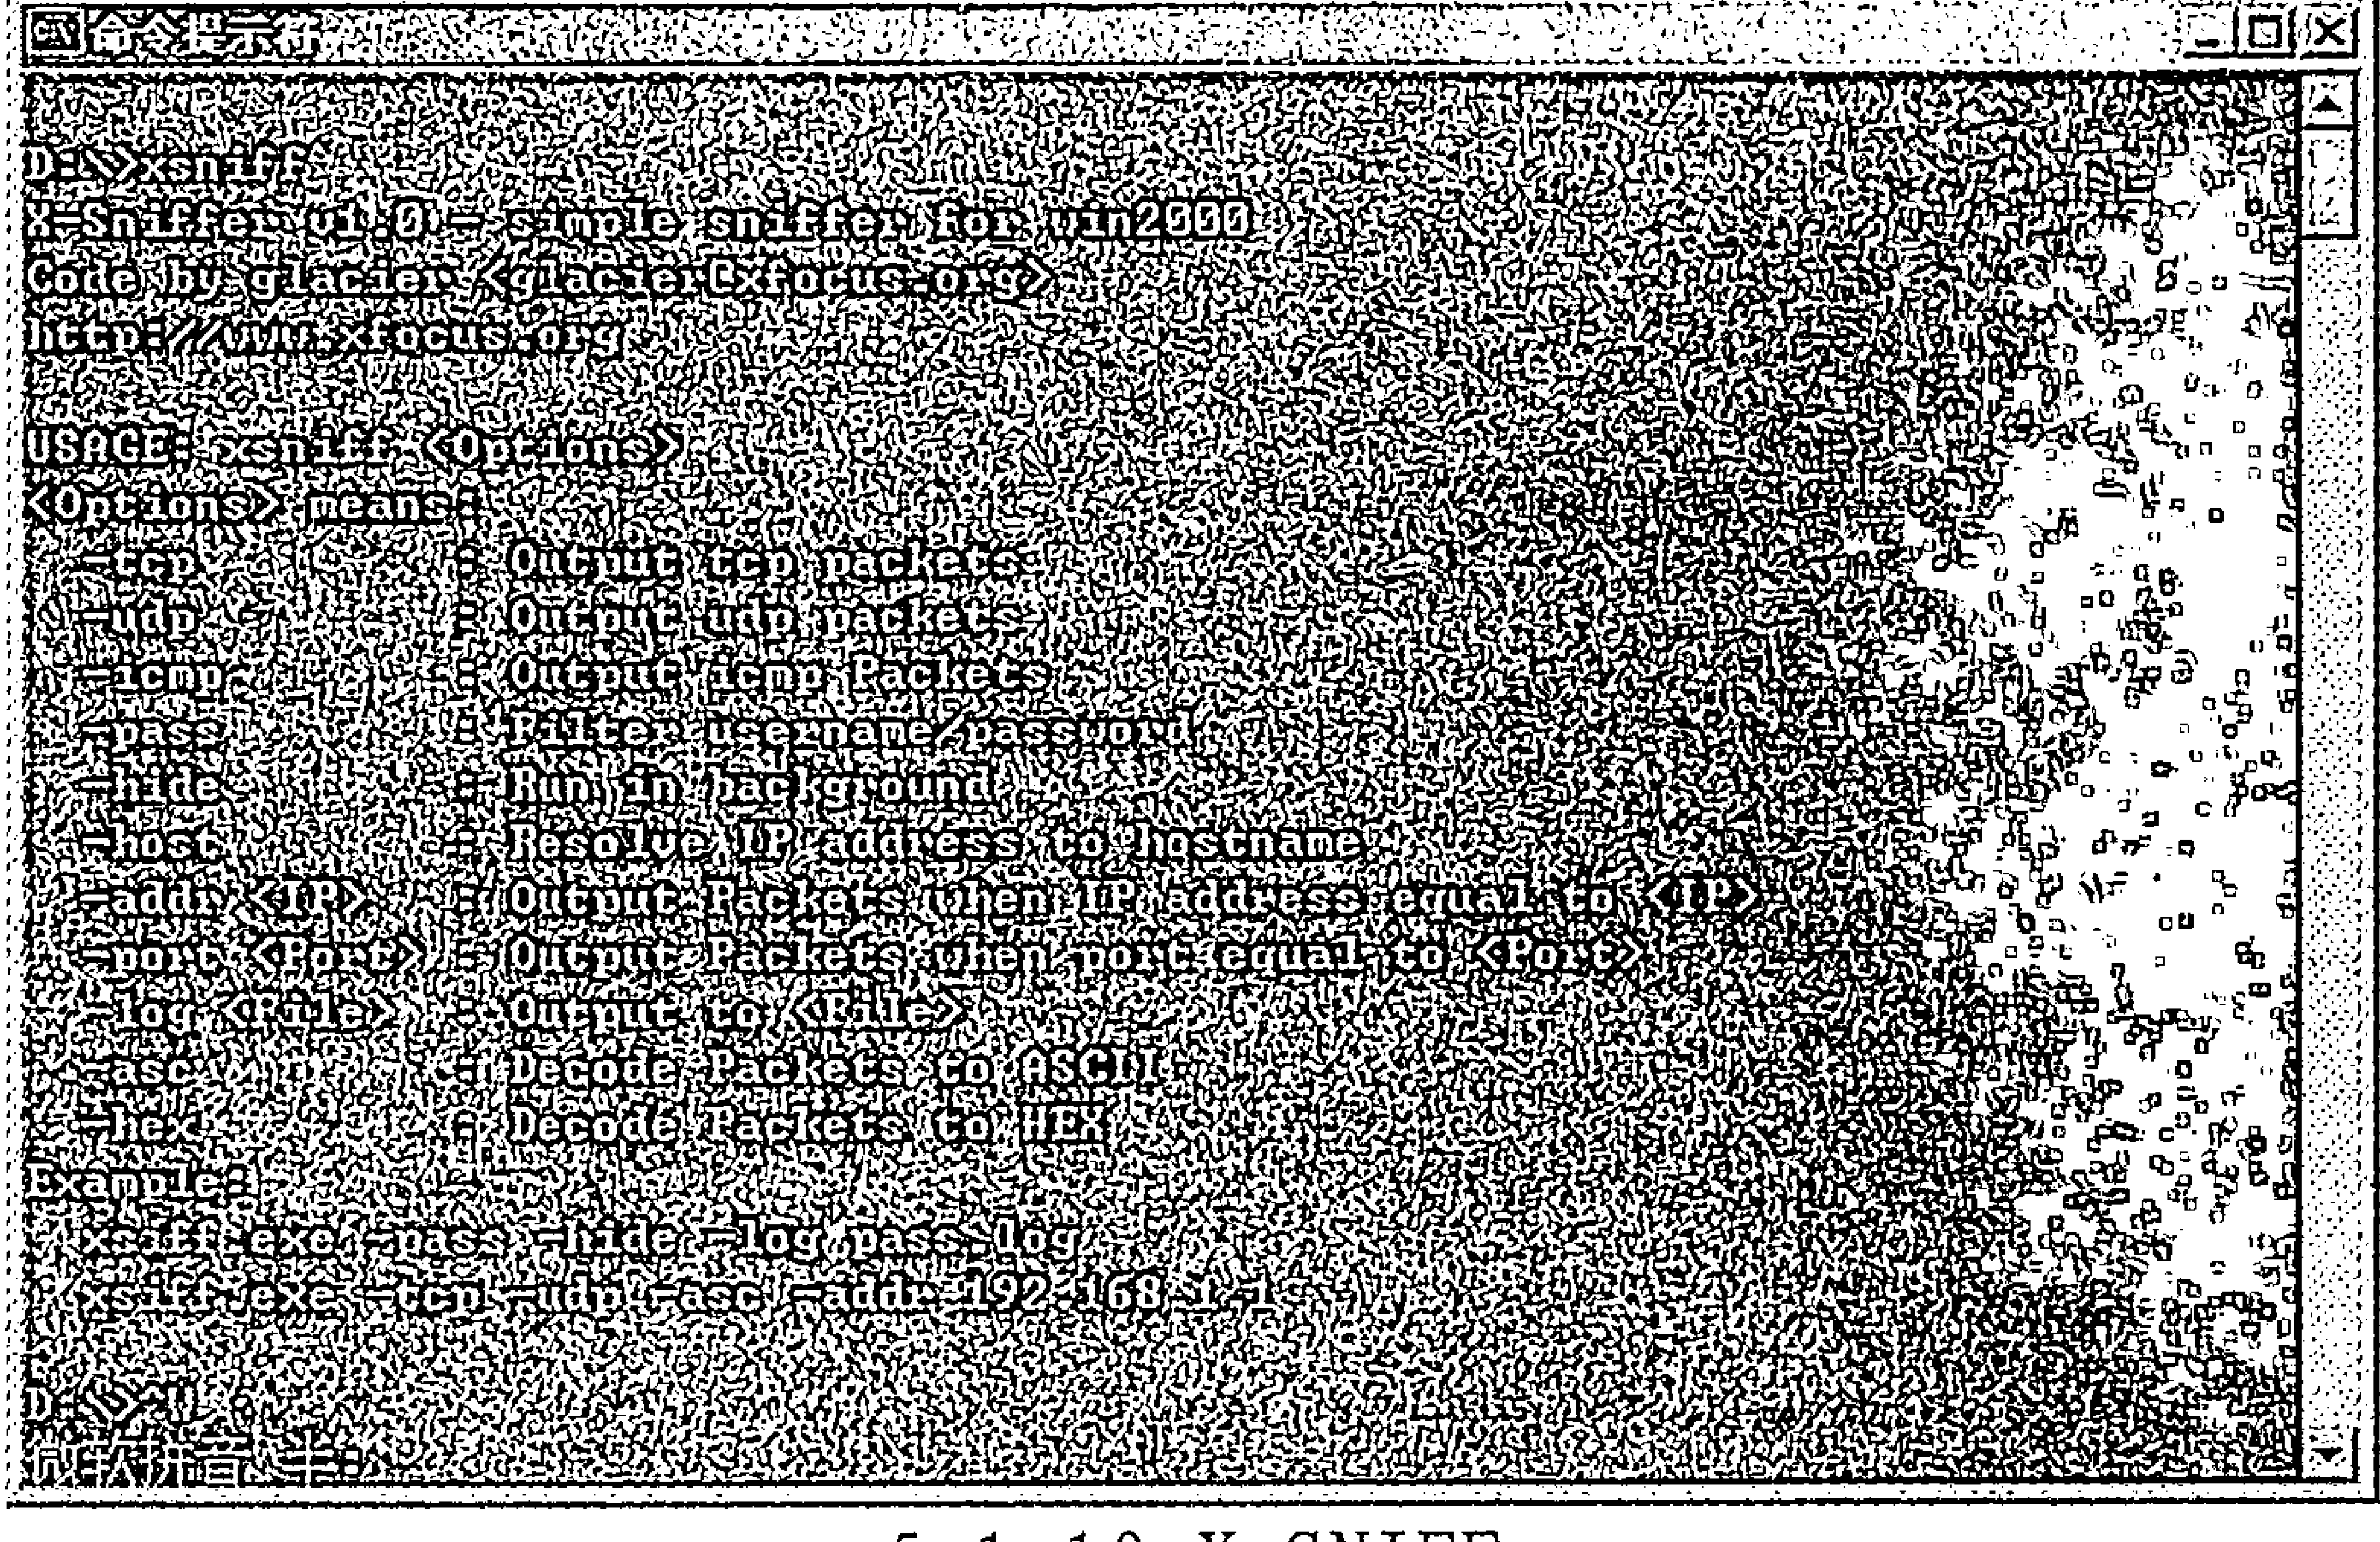 命令提示符
D:\>xsniff
X-Sniffer v1.0 - simple sniffer for win2000
Code by glacier <glacier@xfocus.org>
http://www.xfocus.org
USAGE: xsniff <Options>
<Options> means:
-tcp : Output tcp packets
-udp : Output udp packets
-icmp : Output icmp Packets
-pass : Filter username/password
-hide : Run in background
-host : Resolve IP address to hostname
-addr <IP> : Output Packets when IP address equal to <IP>
-port <Port> : Output Packets when port equal to <Port>
-log <File> : Output to <File>
-asc : Decode Packets to ASCII
-hex : Decode Packets to HEX
Example:
xsiff.exe -pass -hide -log pass.log
xsiff.exe -tcp -udp -asc -addr 192.168.1.1
D:\>
拼音 半:
X-SNIFF